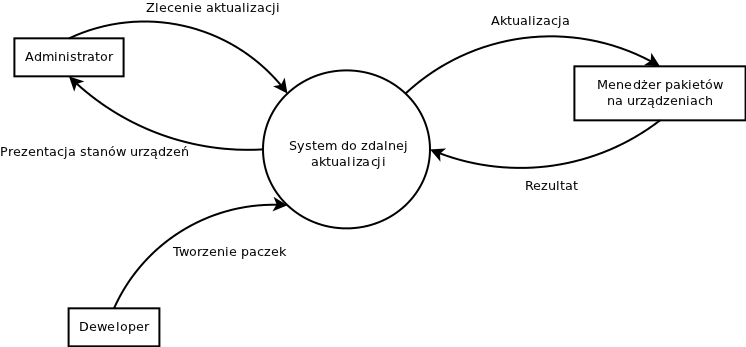 Zlecenie aktualizacji
Aktualizacja
Administrator
Menedżer pakietów
na urządzeniach
System do zdalnej
aktualizacji
Prezentacja stanów urządzeń
Rezultat
Tworzenie paczek
Deweloper